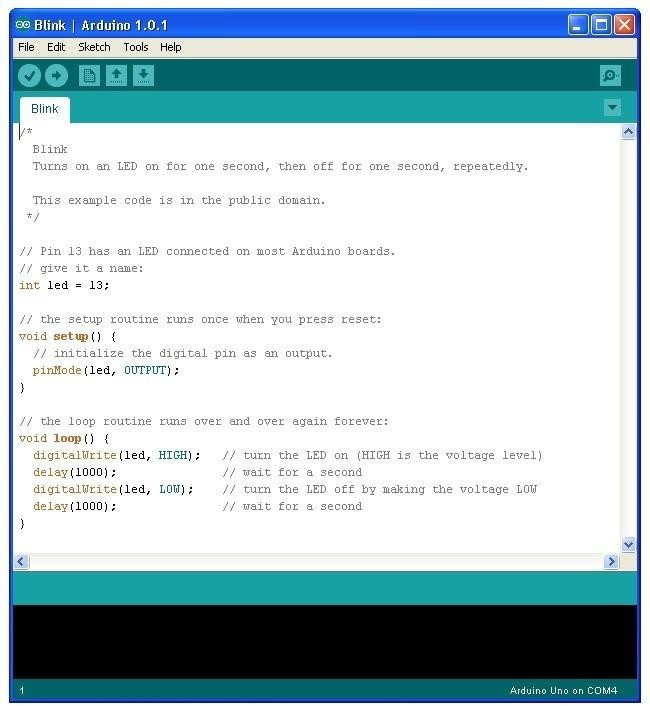 Blink | Arduino 1.0.1
File Edit Sketch Tools Help
Blink
/*
  Blink
  Turns on an LED on for one second, then off for one second, repeatedly.

  This example code is in the public domain.
 */

// Pin 13 has an LED connected on most Arduino boards.
// give it a name:
int led = 13;

// the setup routine runs once when you press reset:
void setup() {
  // initialize the digital pin as an output.
  pinMode(led, OUTPUT);
}

// the loop routine runs over and over again forever:
void loop() {
  digitalWrite(led, HIGH);   // turn the LED on (HIGH is the voltage level)
  delay(1000);               // wait for a second
  digitalWrite(led, LOW);    // turn the LED off by making the voltage LOW
  delay(1000);               // wait for a second
}
1 Arduino Uno on COM4